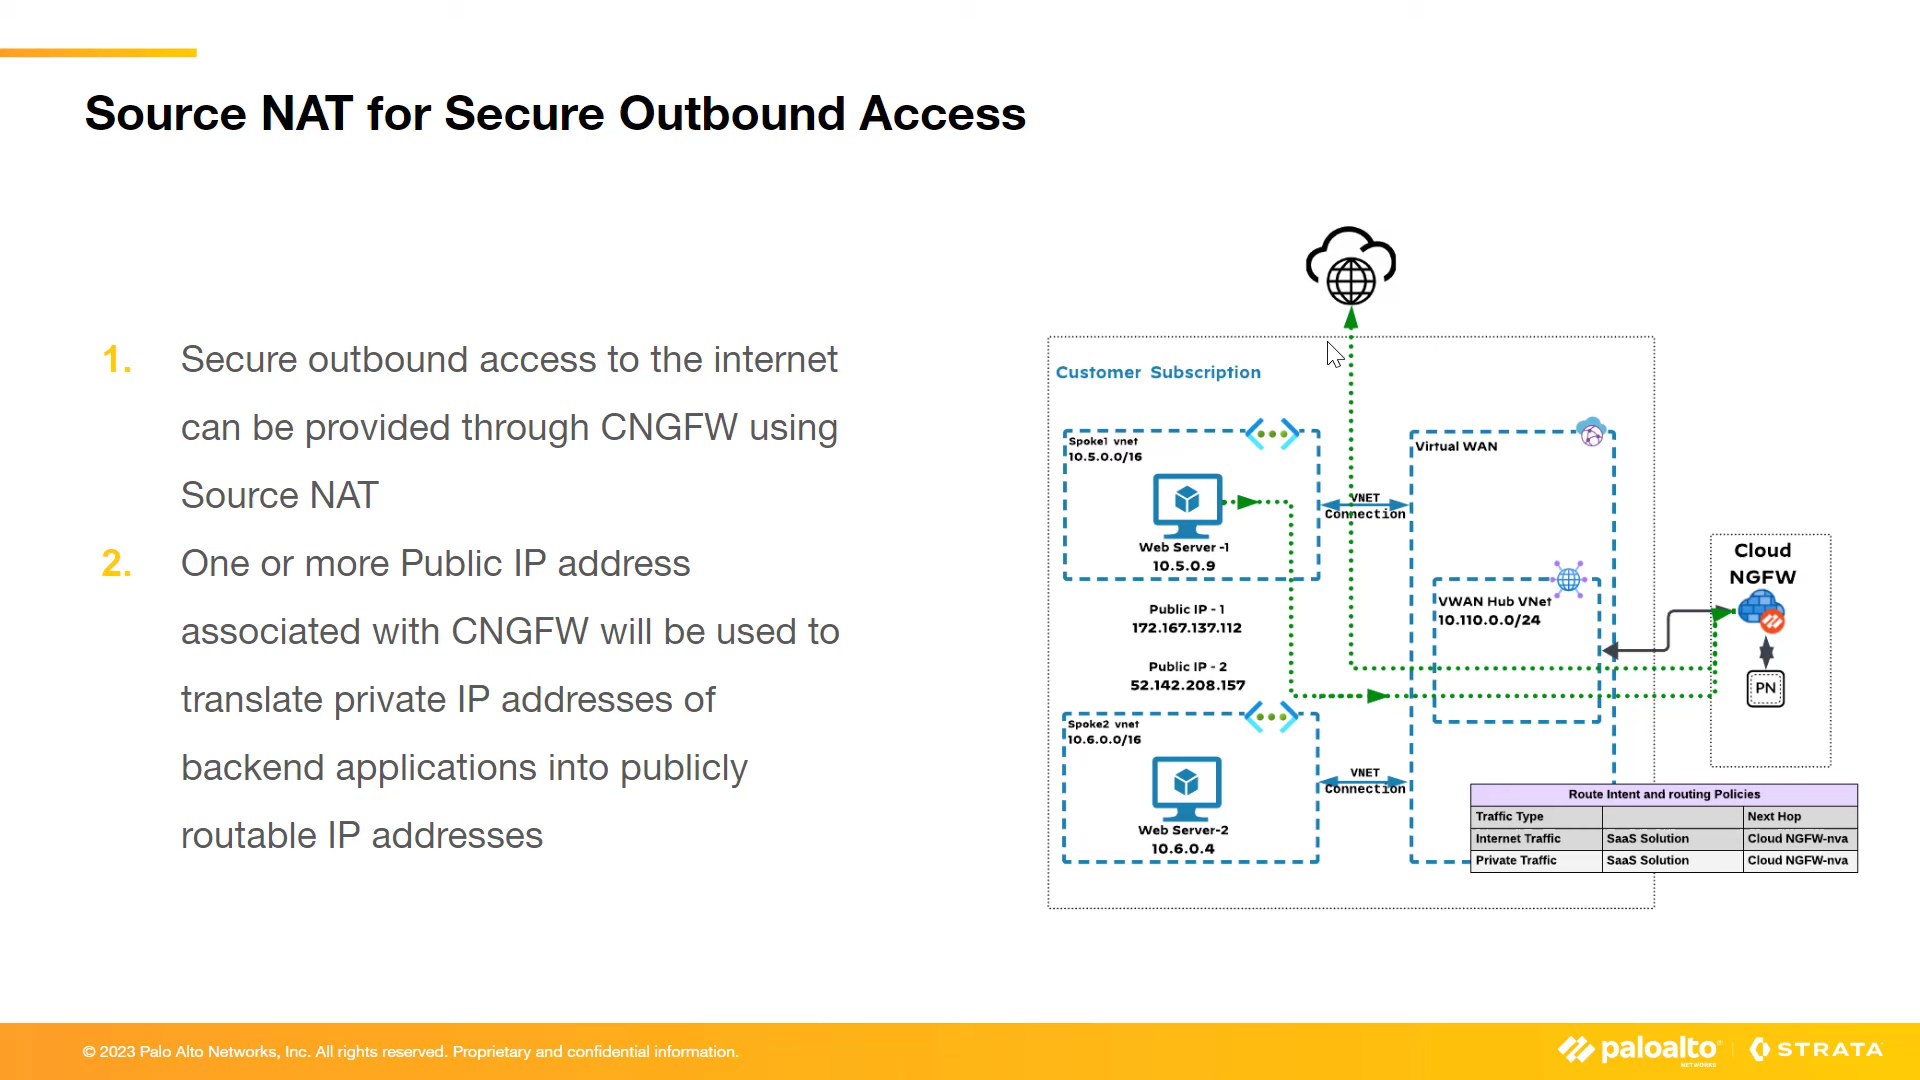 Source NAT for Secure Outbound Access
1. Secure outbound access to the internet
can be provided through CNGFW using
Source NAT
2. One or more Public IP address
associated with CNGFW will be used to
translate private IP addresses of
backend applications into publicly
routable IP addresses
Customer Subscription
Spoke1 vnet
10.5.0.0/16
Web Server -1
10.5.0.9
Public IP - 1
172.167.137.112
Public IP - 2
52.142.208.157
Spoke2 vnet
10.6.0.0/16
Web Server-2
10.6.0.4
VNET
Connection
VNET
Connection
Virtual WAN
VWAN Hub VNet
10.110.0.0/24
Cloud
NGFW
PN
Route Intent and routing Policies
Traffic Type Next Hop
Internet Traffic SaaS Solution Cloud NGFW-nva
Private Traffic SaaS Solution Cloud NGFW-nva
© 2023 Palo Alto Networks, Inc. All rights reserved. Proprietary and confidential information.
paloalto
NETWORKS
STRATA